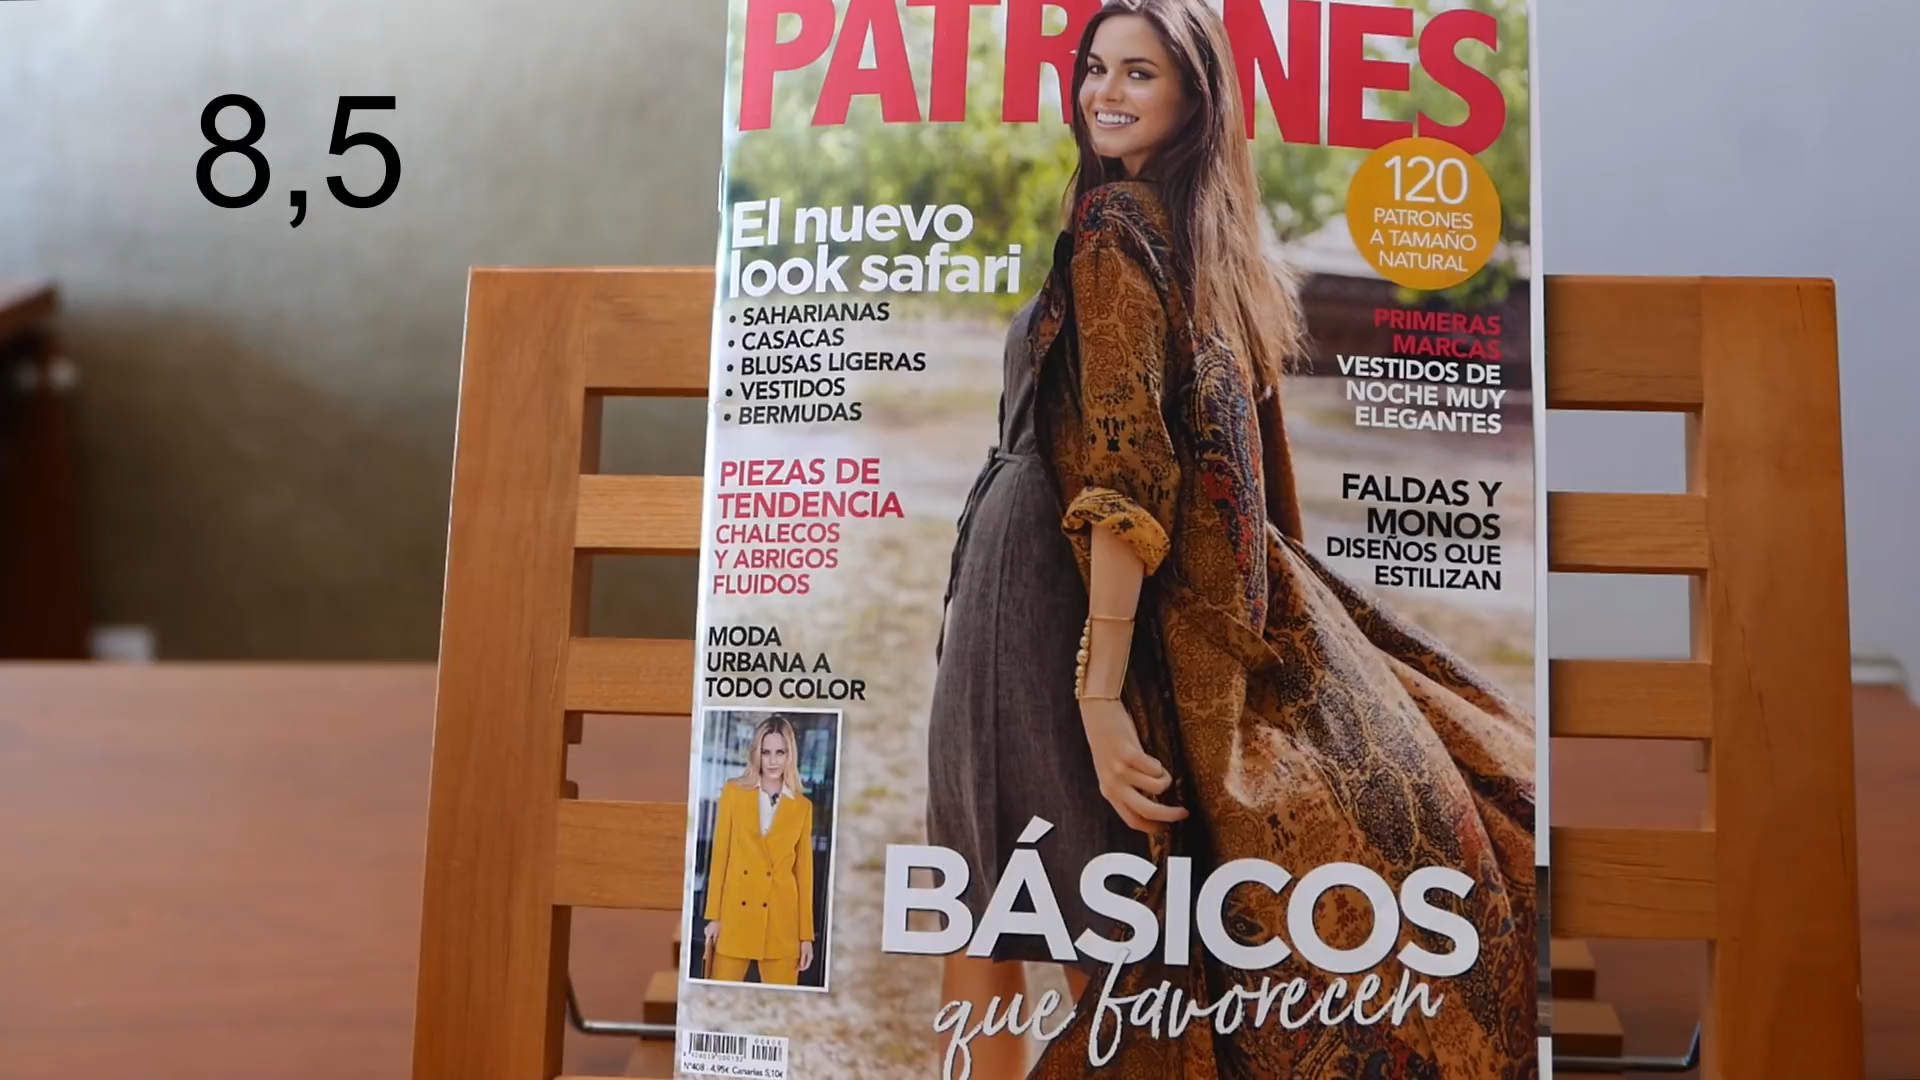 8,5
PATRONES
120
PATRONES
A TAMAÑO
NATURAL
El nuevo
look safari
• SAHARIANAS
• CASACAS
• BLUSAS LIGERAS
• VESTIDOS
• BERMUDAS
PIEZAS DE
TENDENCIA
CHALECOS
Y ABRIGOS
FLUIDOS
MODA
URBANA A
TODO COLOR
PRIMERAS
MARCAS
VESTIDOS DE
NOCHE MUY
ELEGANTES
FALDAS Y
MONOS
DISEÑOS QUE
ESTILIZAN
BÁSICOS
que favorecen
Nº408 · 4,95€ Canarias 5,10€